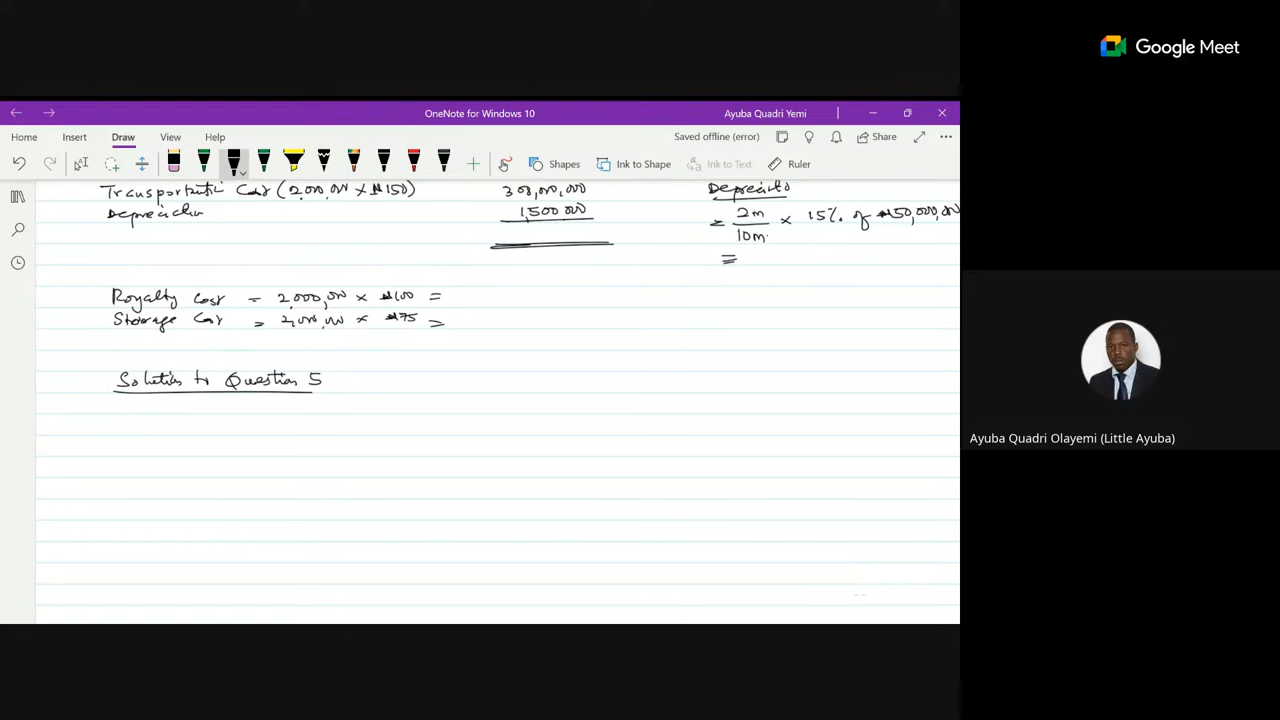 Google Meet
OneNote for Windows 10
Ayuba Quadri Yemi
Home Insert Draw View Help
Saved offline (error)
Share
Shapes
Ink to Shape
Ink to Text
Ruler
Transportation Cost (2,000,000 x ₦150) 300,000,000
Depreciation 1,500,000
Depreciatn
= 2m/10m x 15% of ₦50,000,000
=
Royalty Cost = 2,000,000 x ₦100 =
Storage Cost = 2,000,000 x ₦75 =
Solution to Question 5
Ayuba Quadri Olayemi (Little Ayuba)